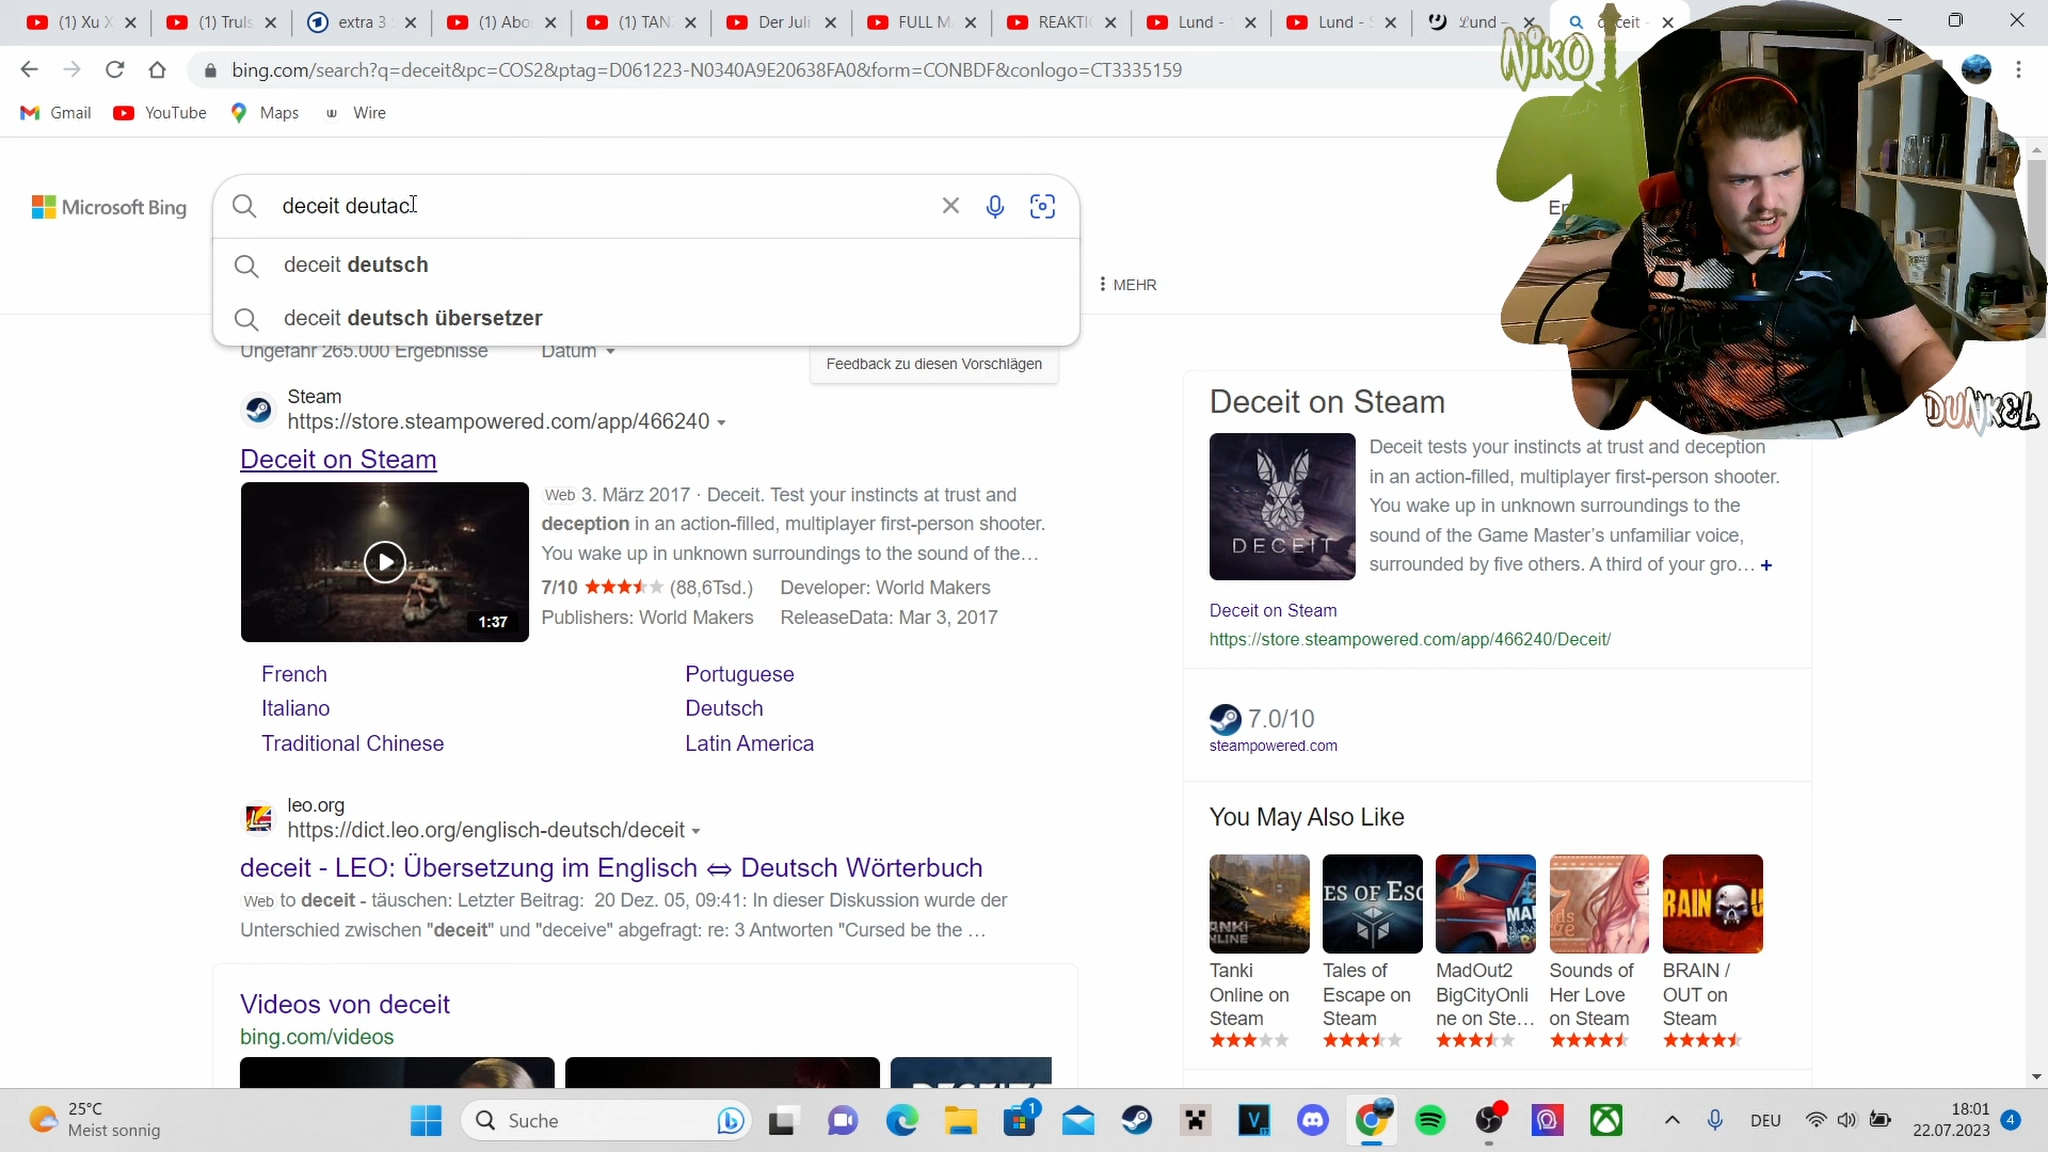 (1) Xu X
(1) Truls
extra 3
(1) Abo
(1) TAN
Der Juli
FULL M
REAKTI
Lund -
Lund - S
Lund –
deceit -
bing.com/search?q=deceit&pc=COS2&ptag=D061223-N0340A9E20638FA0&form=CONBDF&conlogo=CT3335159
Gmail YouTube Maps Wire
NiKO
Microsoft Bing
deceit deutac
deceit deutsch
deceit deutsch übersetzer
MEHR
Ungefähr 265.000 Ergebnisse Datum
Feedback zu diesen Vorschlägen
Steam
https://store.steampowered.com/app/466240
Deceit on Steam
Web 3. März 2017 · Deceit. Test your instincts at trust and
deception in an action-filled, multiplayer first-person shooter.
You wake up in unknown surroundings to the sound of the…
7/10 (88,6Tsd.) Developer: World Makers
Publishers: World Makers ReleaseData: Mar 3, 2017
1:37
French Portuguese
Italiano Deutsch
Traditional Chinese Latin America
leo.org
https://dict.leo.org/englisch-deutsch/deceit
deceit - LEO: Übersetzung im Englisch ⇔ Deutsch Wörterbuch
Web to deceit - täuschen: Letzter Beitrag: 20 Dez. 05, 09:41: In dieser Diskussion wurde der
Unterschied zwischen "deceit" und "deceive" abgefragt: re: 3 Antworten "Cursed be the …
Videos von deceit
bing.com/videos
DUNKEL
Deceit on Steam
DECEIT
Deceit tests your instincts at trust and deception
in an action-filled, multiplayer first-person shooter.
You wake up in unknown surroundings to the
sound of the Game Master's unfamiliar voice,
surrounded by five others. A third of your gro… +
Deceit on Steam
https://store.steampowered.com/app/466240/Deceit/
7.0/10
steampowered.com
You May Also Like
Tanki
Online on
Steam
Tales of
Escape on
Steam
MadOut2
BigCityOnli
ne on Ste…
Sounds of
Her Love
on Steam
BRAIN /
OUT on
Steam
25°C
Meist sonnig
Suche
1
DEU
18:01
22.07.2023
4